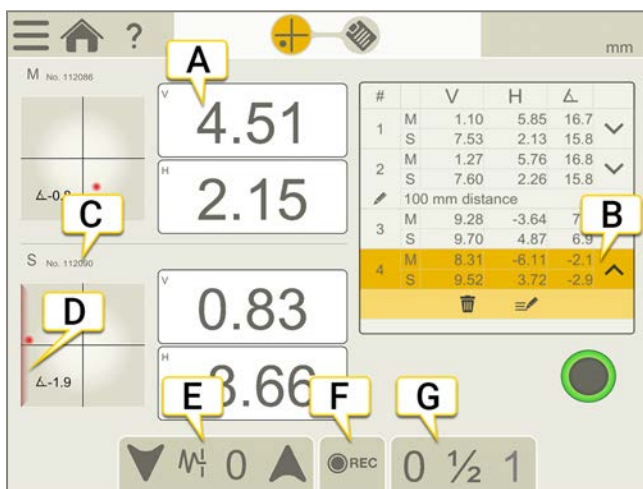 ?
mm
M No. 112086
A
V
4.51
H
2.15
∡-0.
C
S No. 112090
D
∡-1.9
V
0.83
H
3.66
# V H ∡
1 M 1.10 5.85 16.7
S 7.53 2.13 15.8
2 M 1.27 5.76 16.8
S 7.60 2.26 15.8
100 mm distance
3 M 9.28 -3.64 7.
S 9.70 4.87 6.9
B
4 M 8.31 -6.11 -2.1
S 9.52 3.72 -2.9
E
F
G
0
REC
0 ½ 1